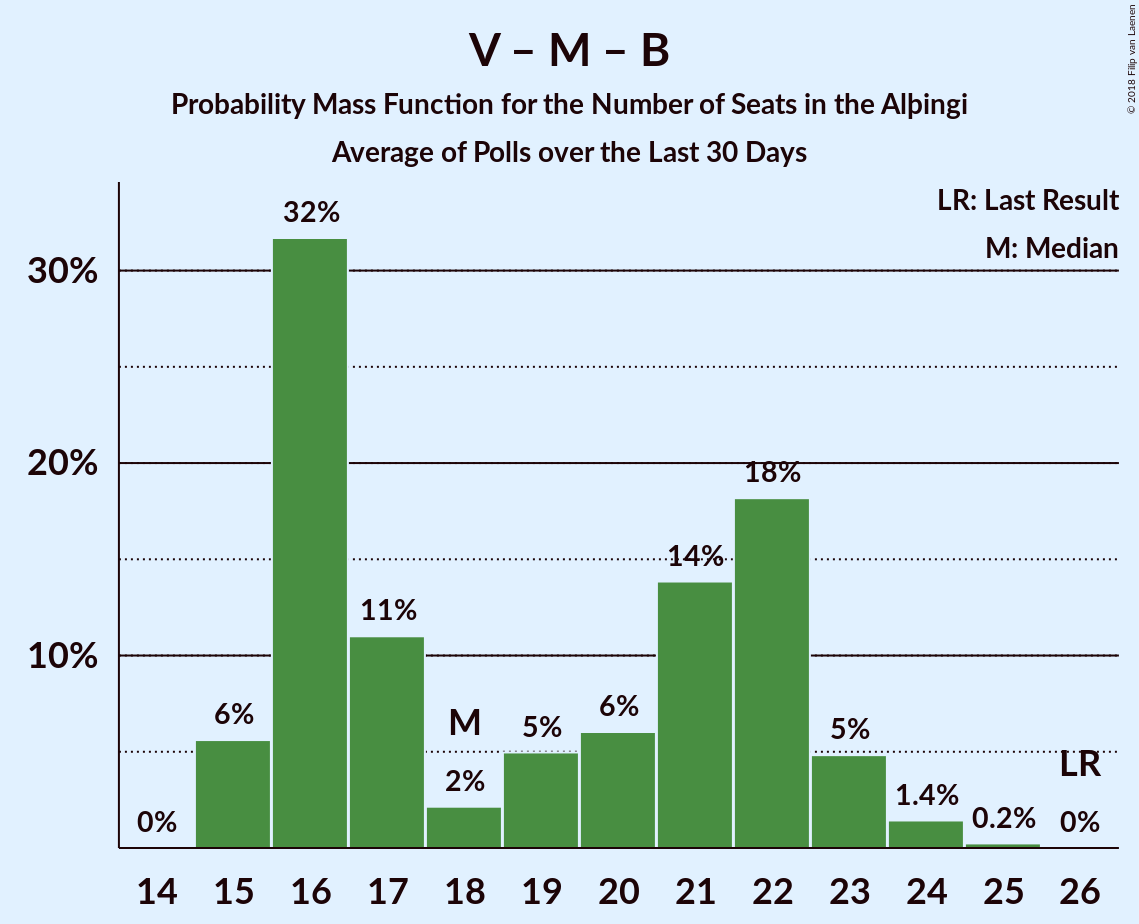 V – M – B
Probability Mass Function for the Number of Seats in the Alþingi
Average of Polls over the Last 30 Days
© 2018 Filip van Laenen
LR: Last Result
M: Median
30%
20%
10%
0%
6%
32%
11%
M
2%
5%
6%
14%
18%
5%
1.4%
0.2%
LR
0%
14 15 16 17 18 19 20 21 22 23 24 25 26